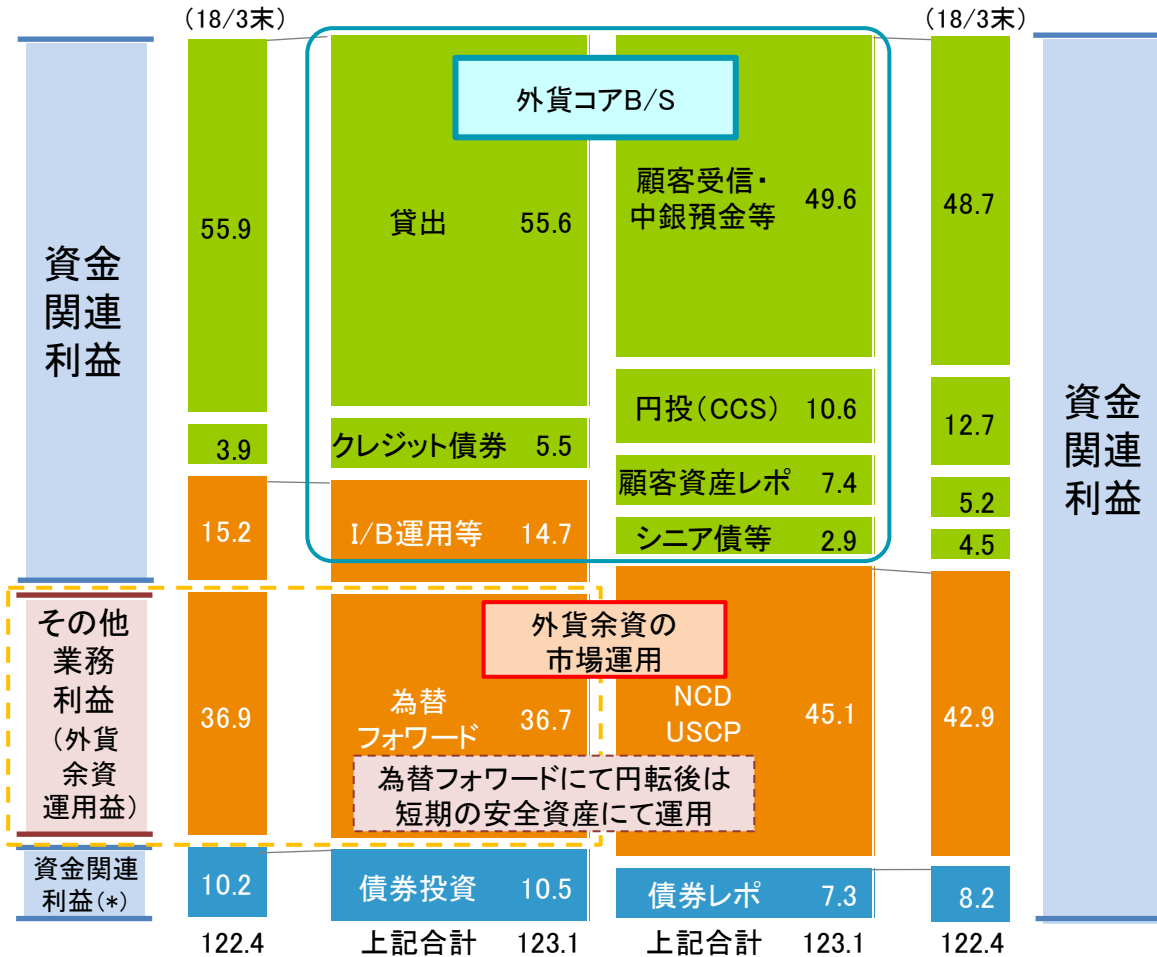 (18/3末)
(18/3末)
外貨コアB/S
資金
関連
利益
55.9
貸出 55.6
顧客受信・
中銀預金等
49.6
48.7
円投(CCS) 10.6
12.7
資金
関連
利益
3.9
クレジット債券 5.5
顧客資産レポ 7.4
5.2
15.2
I/B運用等 14.7
シニア債等 2.9
4.5
その他
業務
利益
(外貨
余資
運用益)
外貨余資の
市場運用
36.9
為替
フォワード
36.7
NCD
USCP
45.1
42.9
為替フォワードにて円転後は
短期の安全資産にて運用
資金関連
利益(*)
10.2
債券投資 10.5
債券レポ 7.3
8.2
122.4
上記合計 123.1
上記合計 123.1
122.4